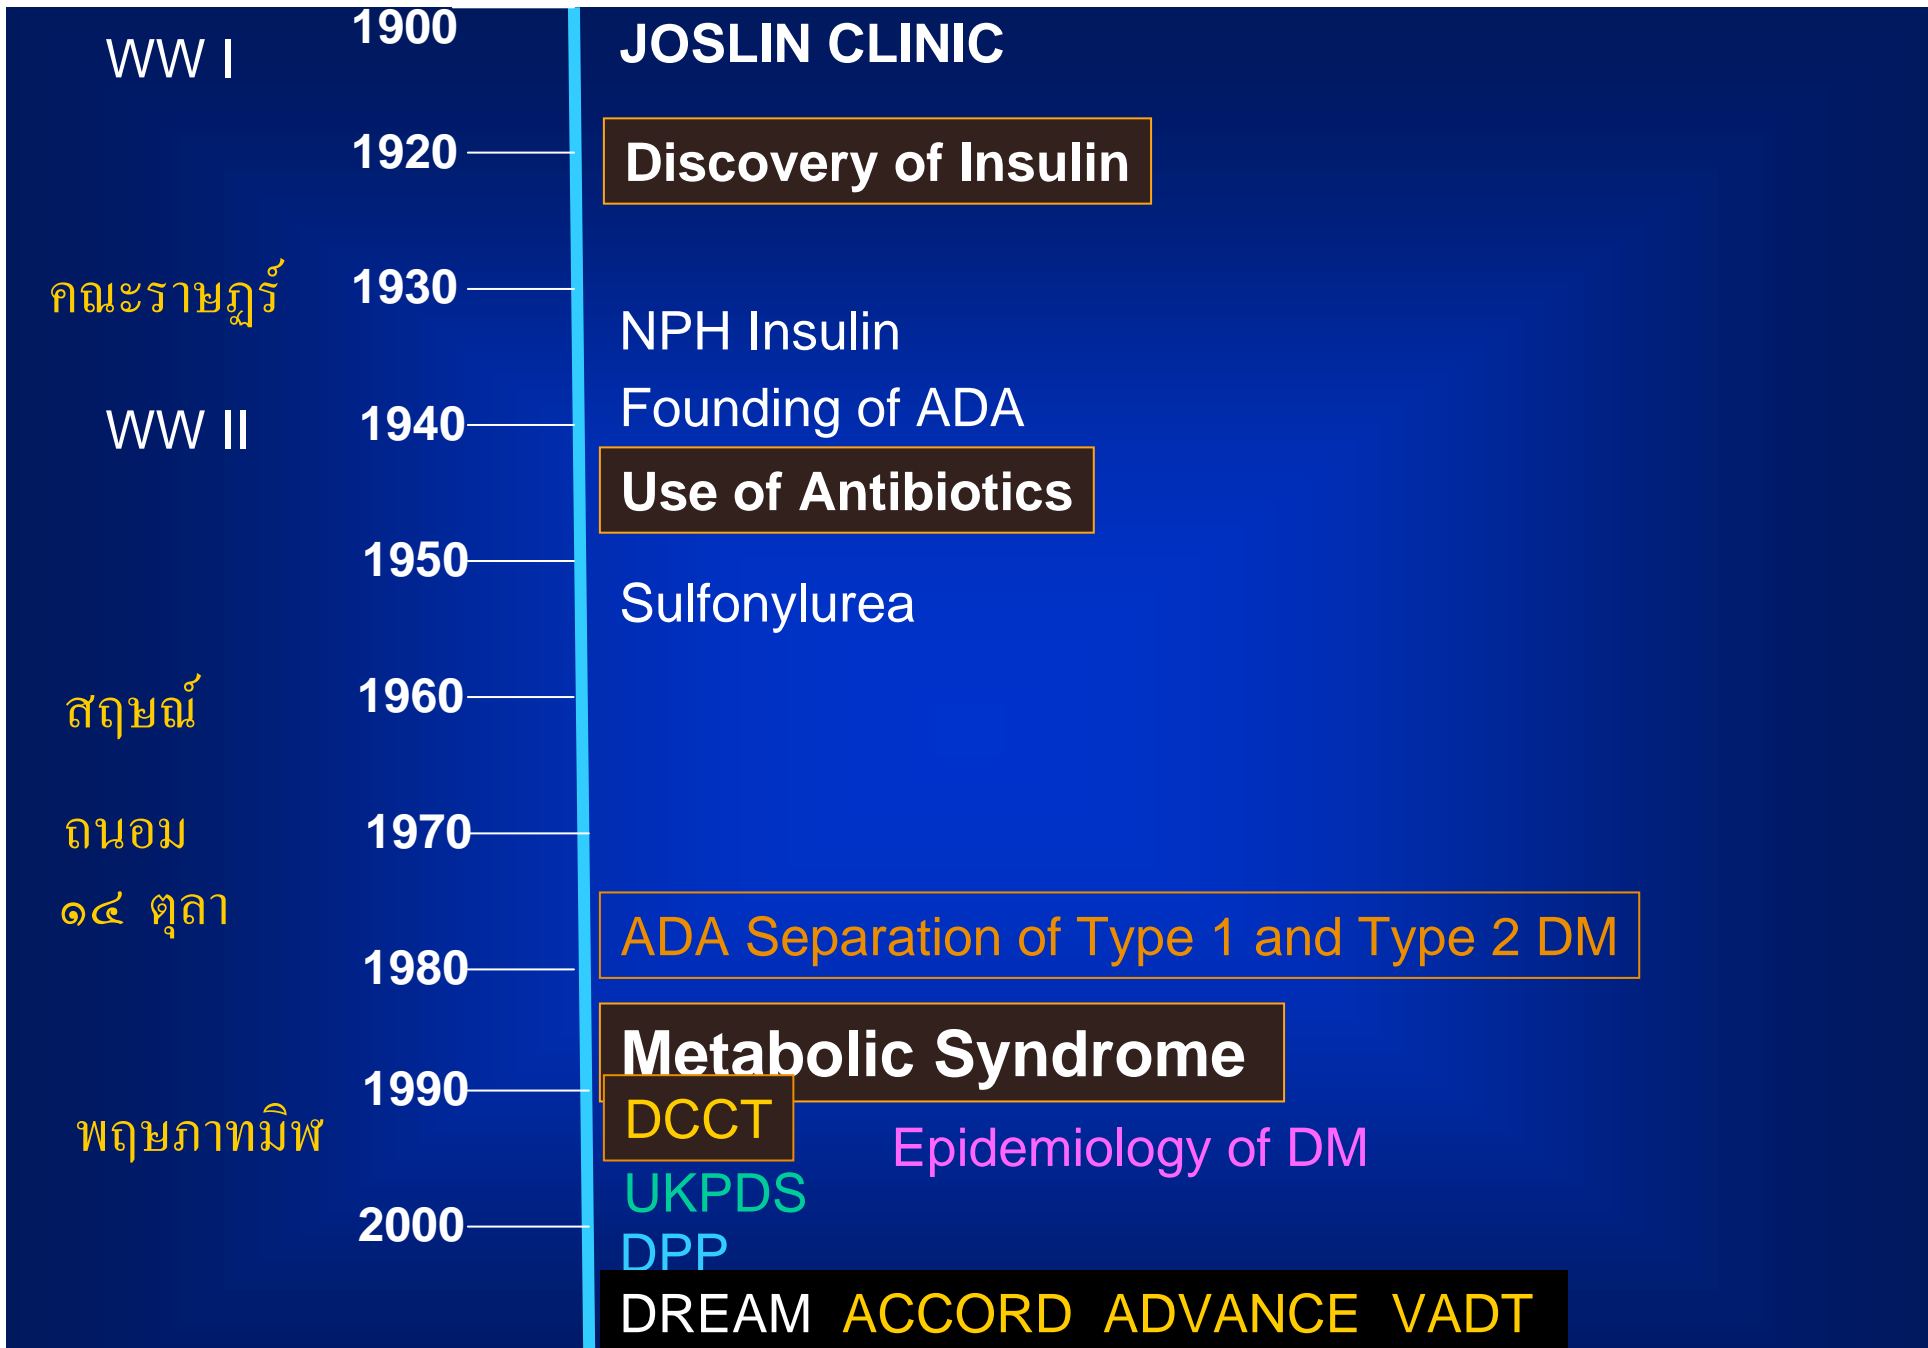 1900
WW I
JOSLIN CLINIC
1920
Discovery of Insulin
คณะราษฎร์
1930
NPH Insulin
Founding of ADA
WW II
1940
Use of Antibiotics
1950
Sulfonylurea
สฤษณ์
1960
ถนอม
1970
๑๔ ตุลา
ADA Separation of Type 1 and Type 2 DM
1980
Metabolic Syndrome
1990
DCCT
พฤษภาทมิฬ
Epidemiology of DM
UKPDS
2000
DPP
DREAM ACCORD ADVANCE VADT